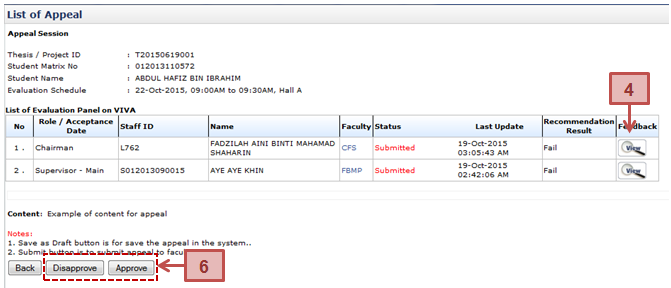 List of Appeal
Appeal Session
Thesis / Project ID : T20150619001
Student Matrix No : 012013110572
Student Name : ABDUL HAFIZ BIN IBRAHIM
Evaluation Schedule : 22-Oct-2015, 09:00AM to 09:30AM, Hall A
4
List of Evaluation Panel on VIVA
No Role / Acceptance Date Staff ID Name Faculty Status Last Update Recommendation Result Feedback
1 . Chairman L762 FADZILAH AINI BINTI MAHAMAD SHAHARIN CFS Submitted 19-Oct-2015 03:05:43 AM Fail View
2 . Supervisor - Main S012013090015 AYE AYE KHIN FBMP Submitted 19-Oct-2015 02:42:06 AM Fail View
Content: Example of content for appeal
Notes:
1. Save as Draft button is for save the appeal in the system..
2. Submit button is to submit appeal to facu
Back Disapprove Approve 6